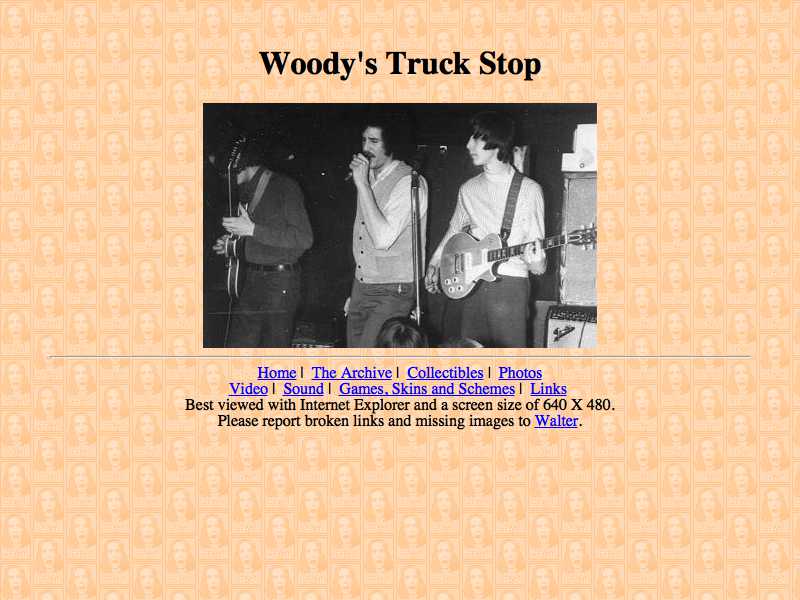 Woody's Truck Stop
Home | The Archive | Collectibles | Photos
Video | Sound | Games, Skins and Schemes | Links
Best viewed with Internet Explorer and a screen size of 640 X 480.
Please report broken links and missing images to Walter.